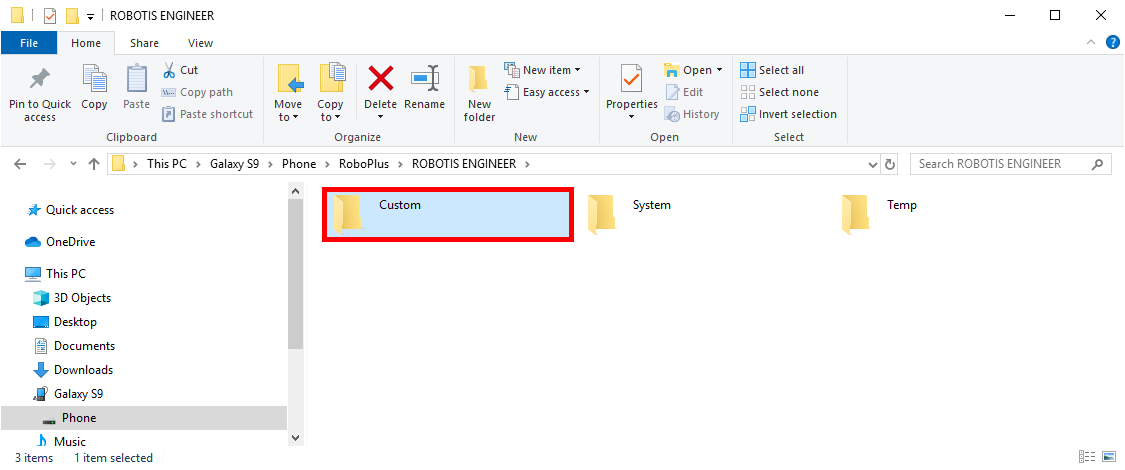 ROBOTIS ENGINEER
File Home Share View
Pin to Quick access
Copy
Paste
Cut
Copy path
Paste shortcut
Move to
Copy to
Delete
Rename
New folder
New item
Easy access
Properties
Open
Edit
History
Select all
Select none
Invert selection
Clipboard Organize New Open Select
This PC > Galaxy S9 > Phone > RoboPlus > ROBOTIS ENGINEER >
Search ROBOTIS ENGINEER
Quick access
OneDrive
This PC
3D Objects
Desktop
Documents
Downloads
Galaxy S9
Phone
Music
Custom
System
Temp
3 items 1 item selected